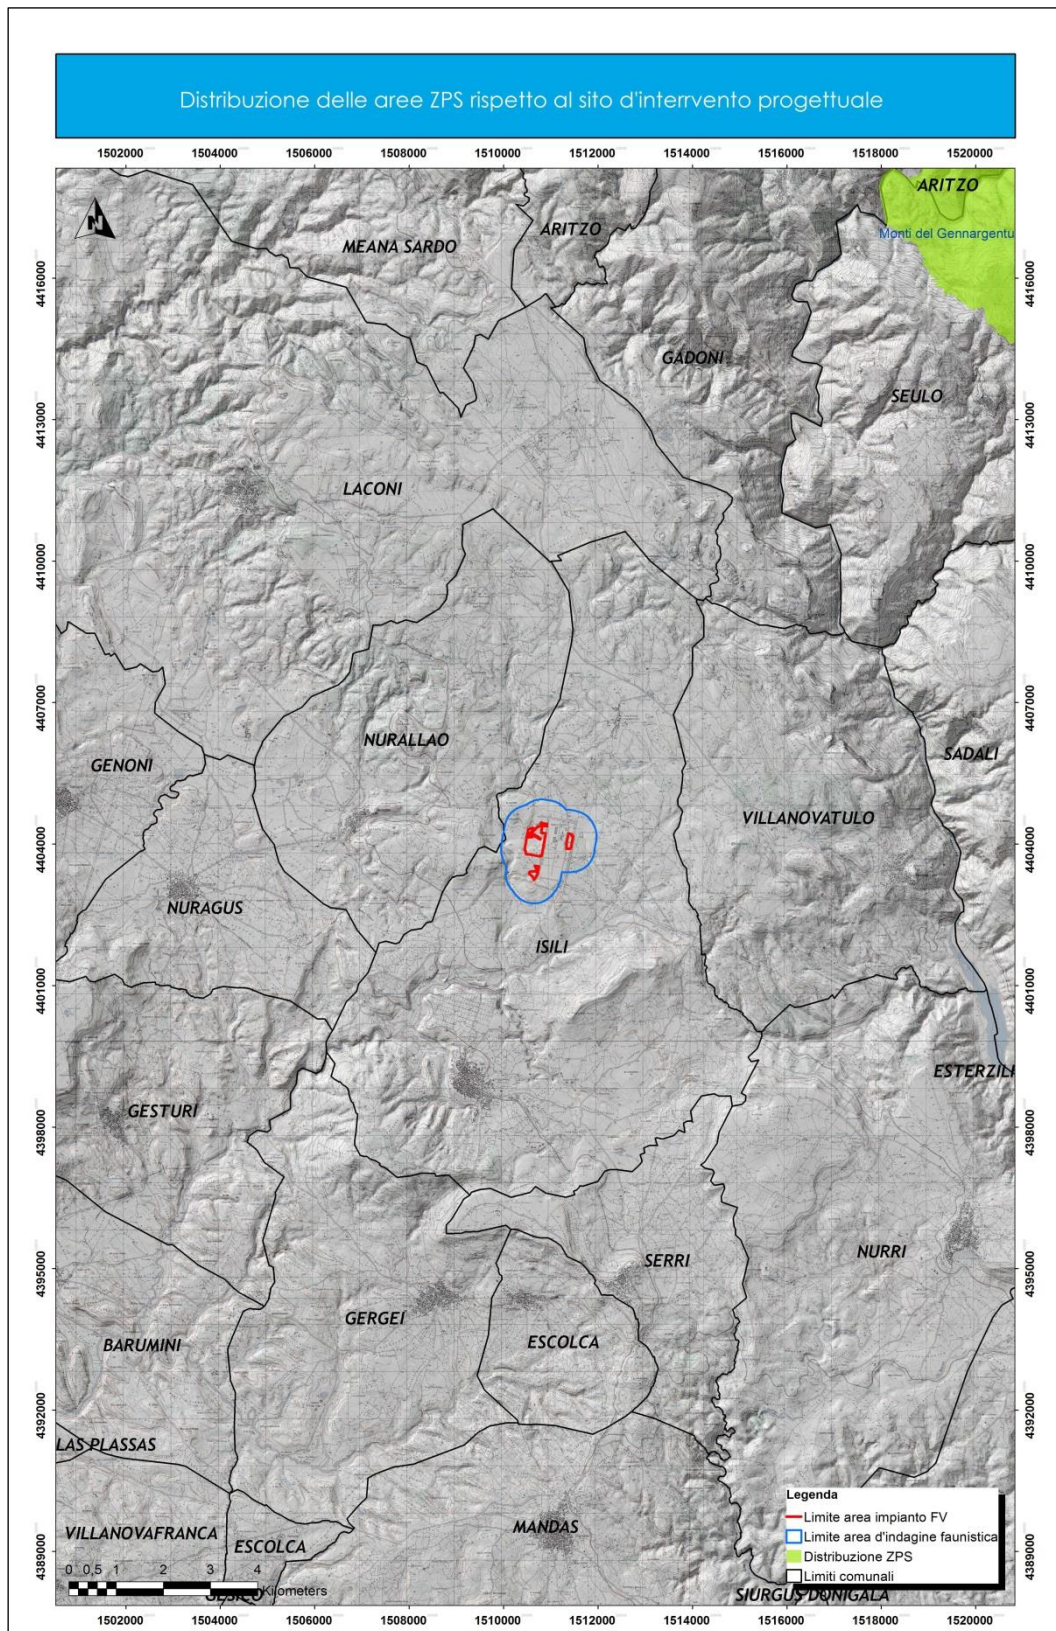 Distribuzione delle aree ZPS rispetto al sito d'interrvento progettuale
1502000 1504000 1506000 1508000 1510000 1512000 1514000 1516000 1518000 1520000
N
ARITZO
MEANA SARDO
ARITZO
Monti del Gennargentu
4416000
4416000
GADONI
SEULO
4413000
4413000
LACONI
4410000
4410000
4407000
4407000
NURALLAO
SADALI
GENONI
VILLANOVATULO
4404000
4404000
NURAGUS
ISILI
4401000
4401000
ESTERZILI
GESTURI
4398000
4398000
NURRI
SERRI
4395000
4395000
GERGEI
ESCOLCA
BARUMINI
4392000
4392000
LAS PLASSAS
Legenda
Limite area impianto FV
Limite area d'indagine faunistica
Distribuzione ZPS
Limiti comunali
MANDAS
VILLANOVAFRANCA
ESCOLCA
4389000
4389000
0 0,5 1 2 3 4
Kilometers
GESICO
SIURGUS DONIGALA
1502000 1504000 1506000 1508000 1510000 1512000 1514000 1516000 1518000 1520000